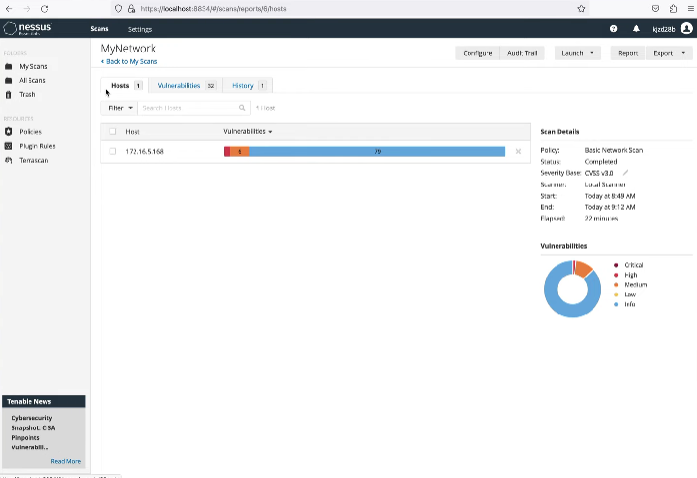 https://localhost:8834/#/scans/reports/6/hosts
nessus
Essentials
Scans
Settings
kjzd28b
FOLDERS
My Scans
All Scans
Trash
RESOURCES
Policies
Plugin Rules
Terrascan
MyNetwork
Back to My Scans
Configure
Audit Trail
Launch
Report
Export
Hosts 1
Vulnerabilities 32
History 1
Filter
Search Hosts
1 Host
Host
Vulnerabilities
172.16.5.168
79
Scan Details
Policy: Basic Network Scan
Status: Completed
Severity Base: CVSS v3.0
Scanner: Local Scanner
Start: Today at 8:49 AM
End: Today at 9:12 AM
Elapsed: 22 minutes
Vulnerabilities
Critical
High
Medium
Low
Info
Tenable News
Cybersecurity
Snapshot: CISA
Pinpoints
Vulnerabili...
Read More